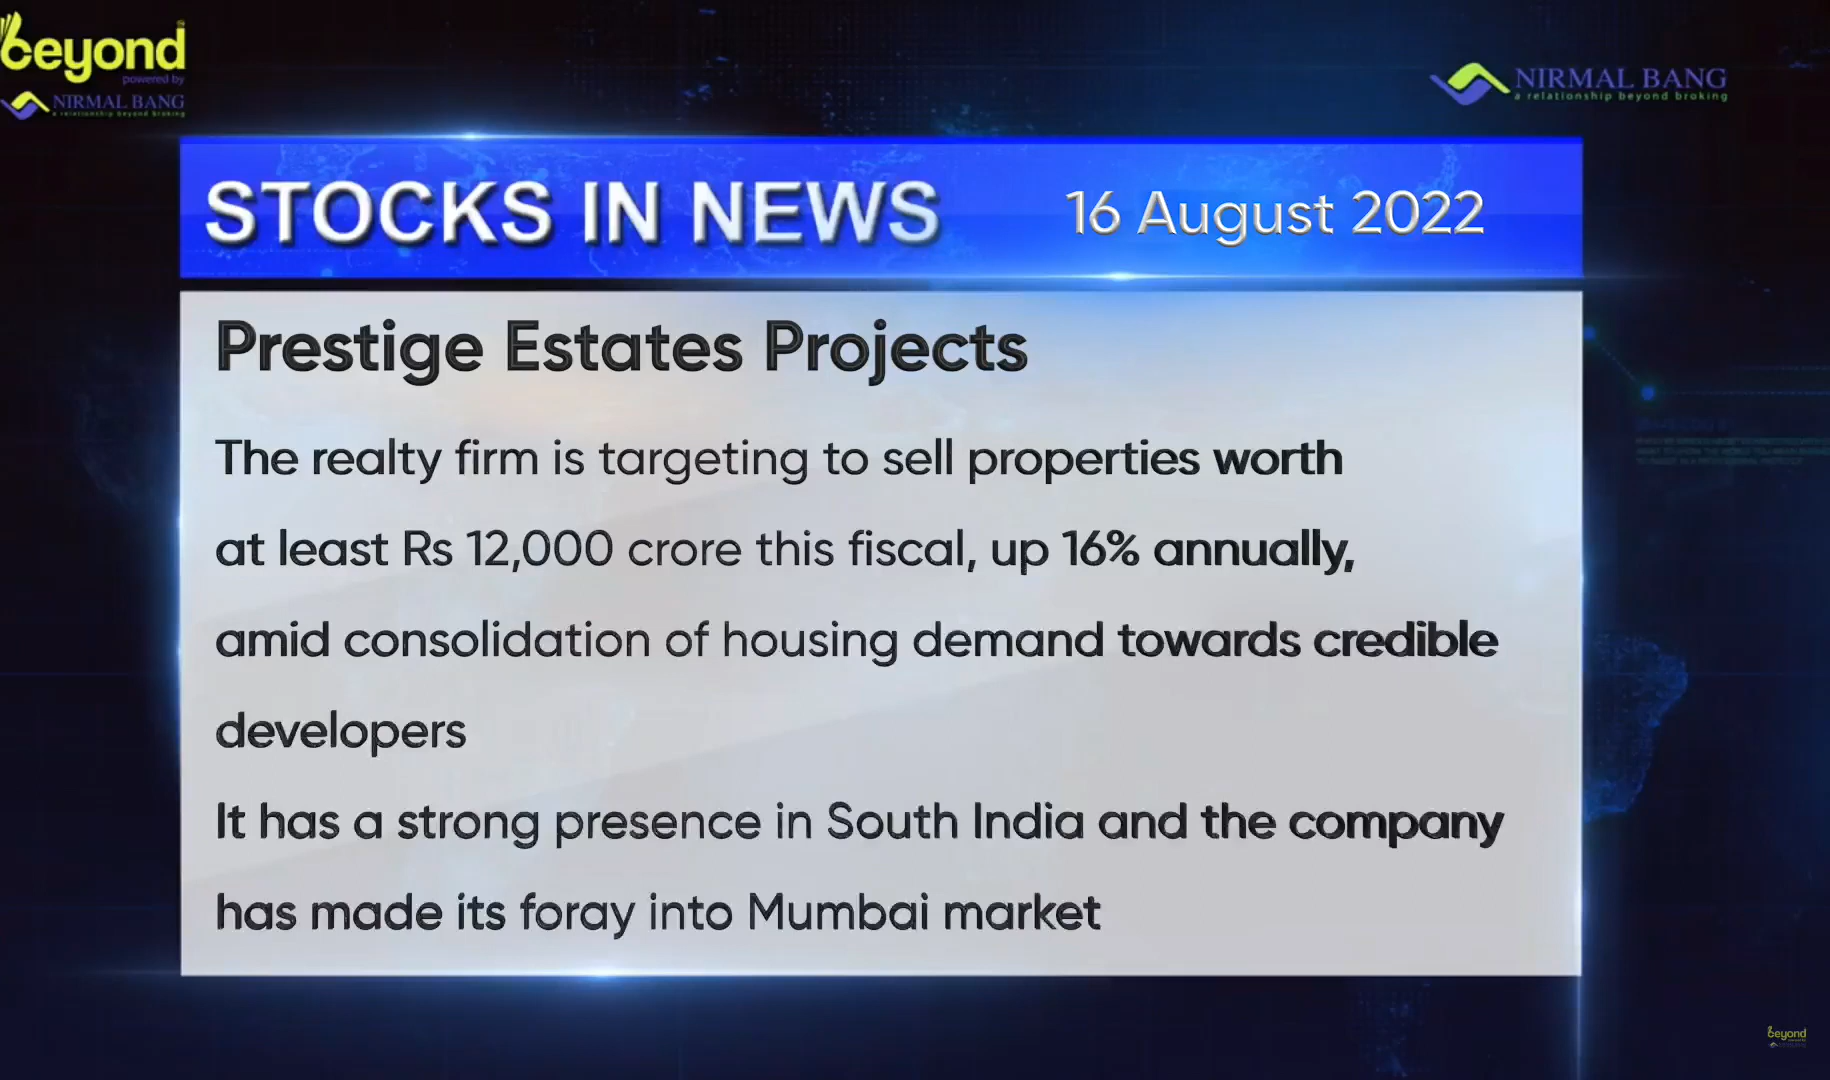 beyond
powered by
NIRMAL BANG
a relationship beyond broking
NIRMAL BANG
a relationship beyond broking
STOCKS IN NEWS
16 August 2022
Prestige Estates Projects
The realty firm is targeting to sell properties worth
at least Rs 12,000 crore this fiscal, up 16% annually,
amid consolidation of housing demand towards credible
developers
It has a strong presence in South India and the company
has made its foray into Mumbai market
beyond